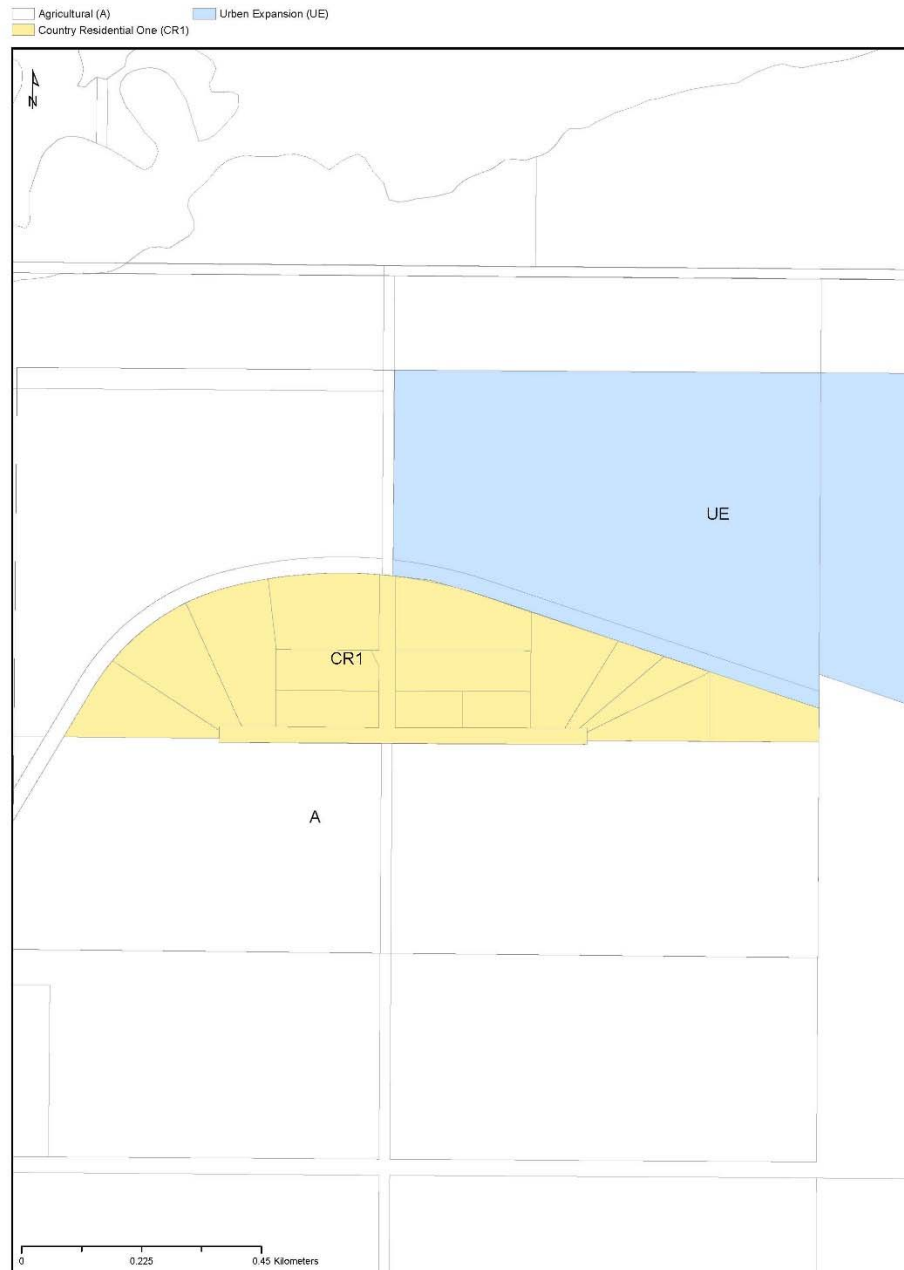 Agricultural (A)
Urben Expansion (UE)
Country Residential One (CR1)
N
UE
CR1
A
0
0.225
0.45 Kilometers